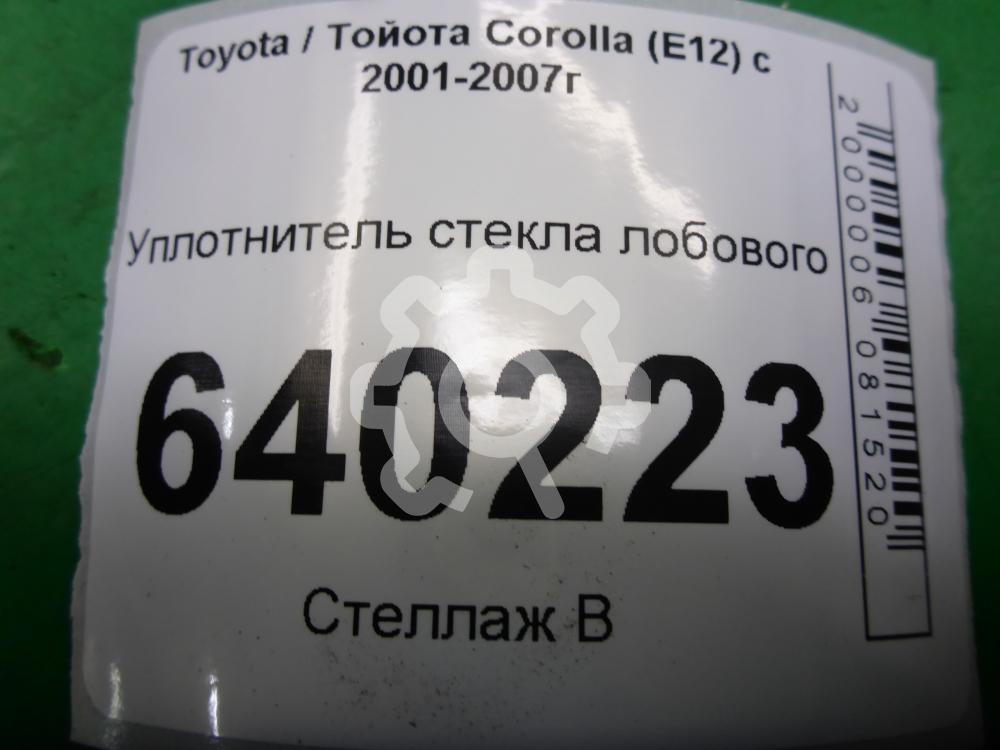 Toyota / Тойота Corolla (E12) с
2001-2007г
Уплотнитель стекла лобового
640223
Стеллаж В
2000006081520